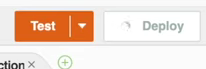 Test Deploy
ction ×